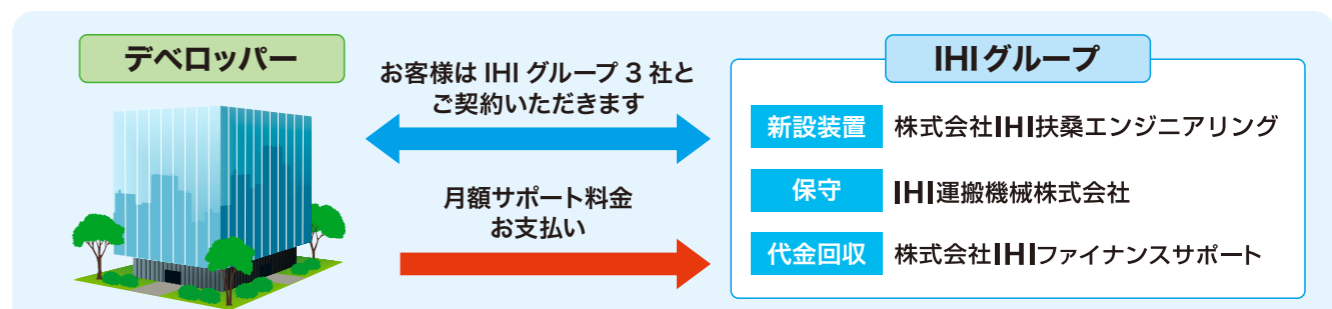 デベロッパー
お客様は IHI グループ 3 社と
ご契約いただきます
月額サポート料金
お支払い
IHIグループ
新設装置 株式会社IHI扶桑エンジニアリング
保守 IHI運搬機械株式会社
代金回収 株式会社IHIファイナンスサポート